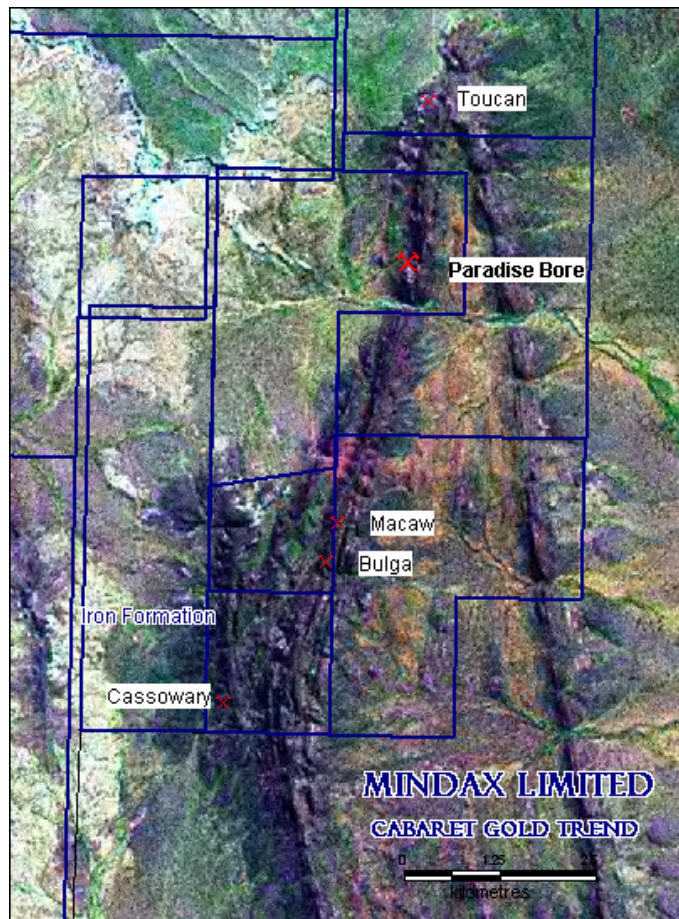 Toucan
Paradise Bore
Macaw
Bulga
Iron Formation
Cassowary
MINDAX LIMITED
CABARET GOLD TREND
0 1.25 2.5
kilometres